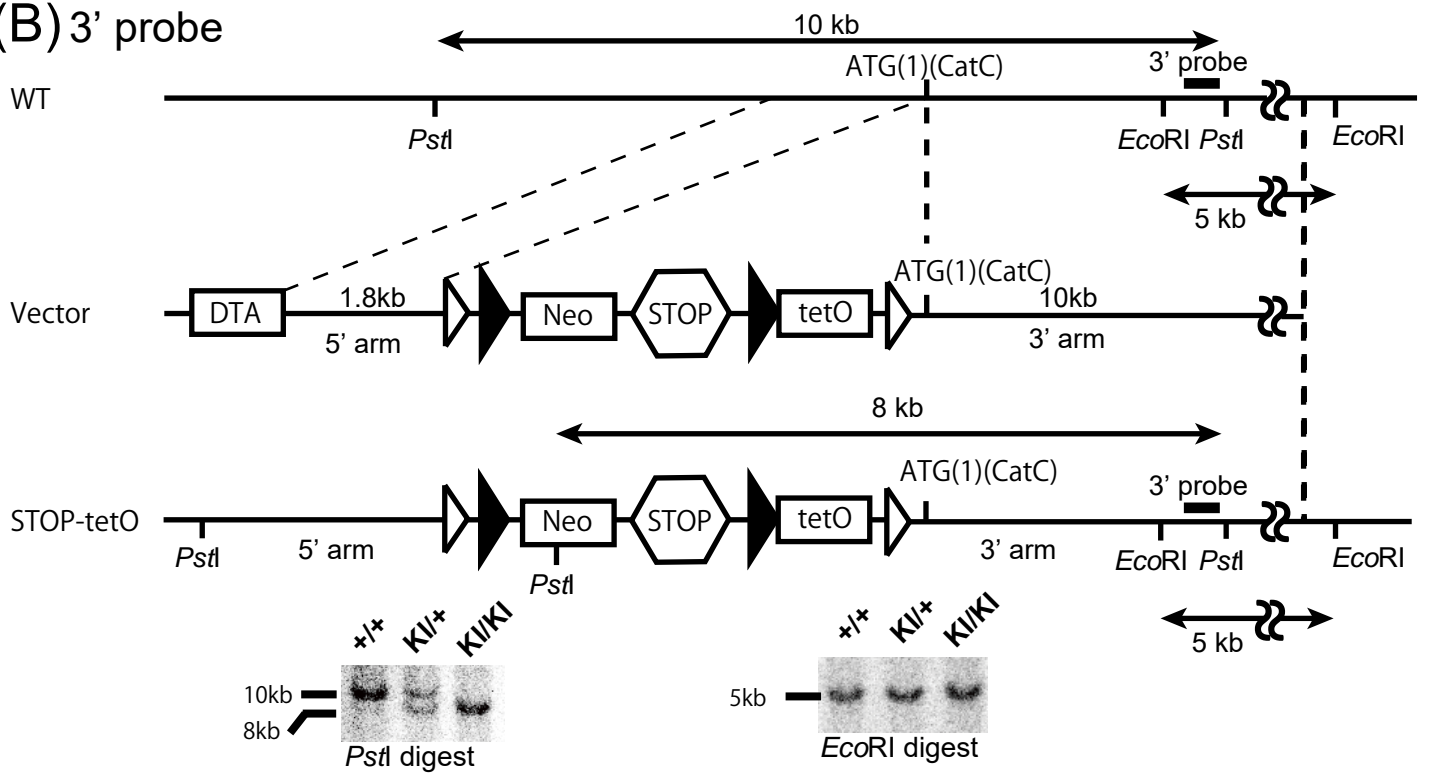 (B) 3’ probe
10 kb
ATG(1)(CatC)
3’ probe
WT
PstI
EcoRI PstI
EcoRI
5 kb
ATG(1)(CatC)
Vector
DTA
1.8kb
Neo
STOP
tetO
10kb
5’ arm
3’ arm
8 kb
ATG(1)(CatC)
3’ probe
STOP-tetO
Neo
STOP
tetO
PstI
5’ arm
PstI
3’ arm
EcoRI PstI
EcoRI
5 kb
+/+ KI/+ KI/KI
+/+ KI/+ KI/KI
10kb
8kb
5kb
PstI digest
EcoRI digest